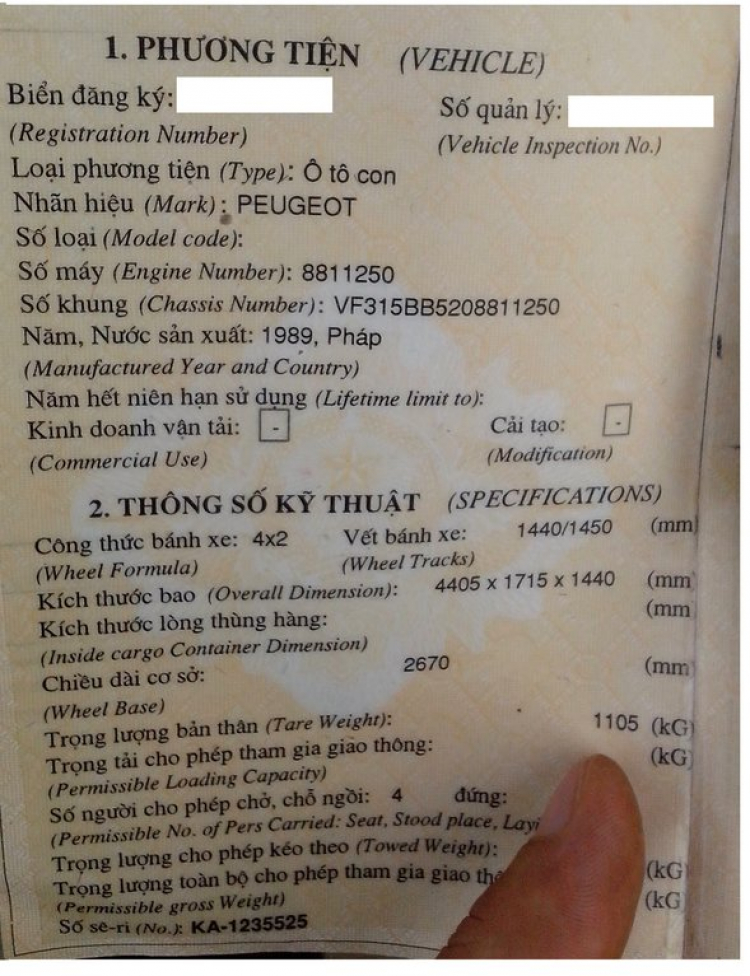 1. PHƯƠNG TIỆN (VEHICLE)
Biển đăng ký:
Số quản lý:
(Registration Number)
(Vehicle Inspection No.)
Loại phương tiện (Type): Ô tô con
Nhãn hiệu (Mark): PEUGEOT
Số loại (Model code):
Số máy (Engine Number): 8811250
Số khung (Chassis Number): VF315BB5208811250
Năm, Nước sản xuất: 1989, Pháp
(Manufactured Year and Country)
Năm hết niên hạn sử dụng (Lifetime limit to):
Kinh doanh vận tải: - Cải tạo: -
(Commercial Use) (Modification)
2. THÔNG SỐ KỸ THUẬT (SPECIFICATIONS)
Công thức bánh xe: 4x2 Vết bánh xe: 1440/1450 (mm)
(Wheel Formula) (Wheel Tracks)
Kích thước bao (Overall Dimension): 4405 x 1715 x 1440 (mm)
Kích thước lòng thùng hàng: (mm)
(Inside cargo Container Dimension)
Chiều dài cơ sở: 2670 (mm)
(Wheel Base)
Trọng lượng bản thân (Tare Weight): 1105 (kG)
Trọng tải cho phép tham gia giao thông: (kG)
(Permissible Loading Capacity)
Số người cho phép chở, chỗ ngồi: 4 đứng:
(Permissible No. of Pers Carried: Seat, Stood place,
Trọng lượng cho phép kéo theo (Towed Weight): (kG)
Trọng lượng toàn bộ cho phép tham gia giao (kG
(Permissible gross Weight)
Số sê-ri (No.): KA-1235525